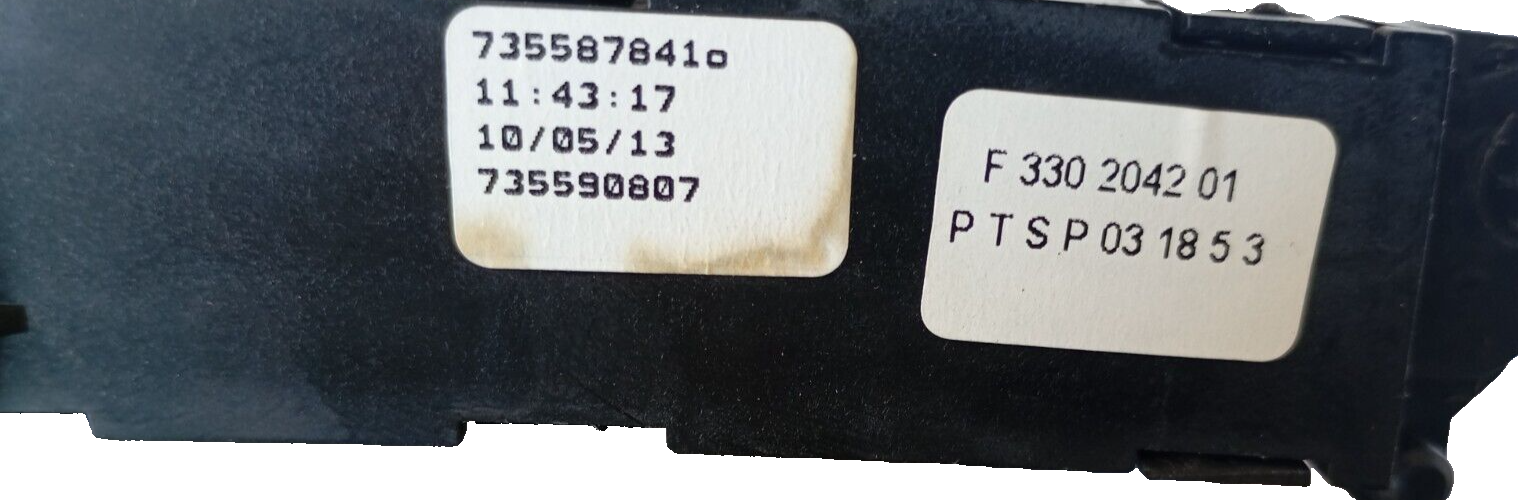 735587841o
11:43:17
10/05/13
735590807
F 330 2042 01
P T S P 03 18 5 3